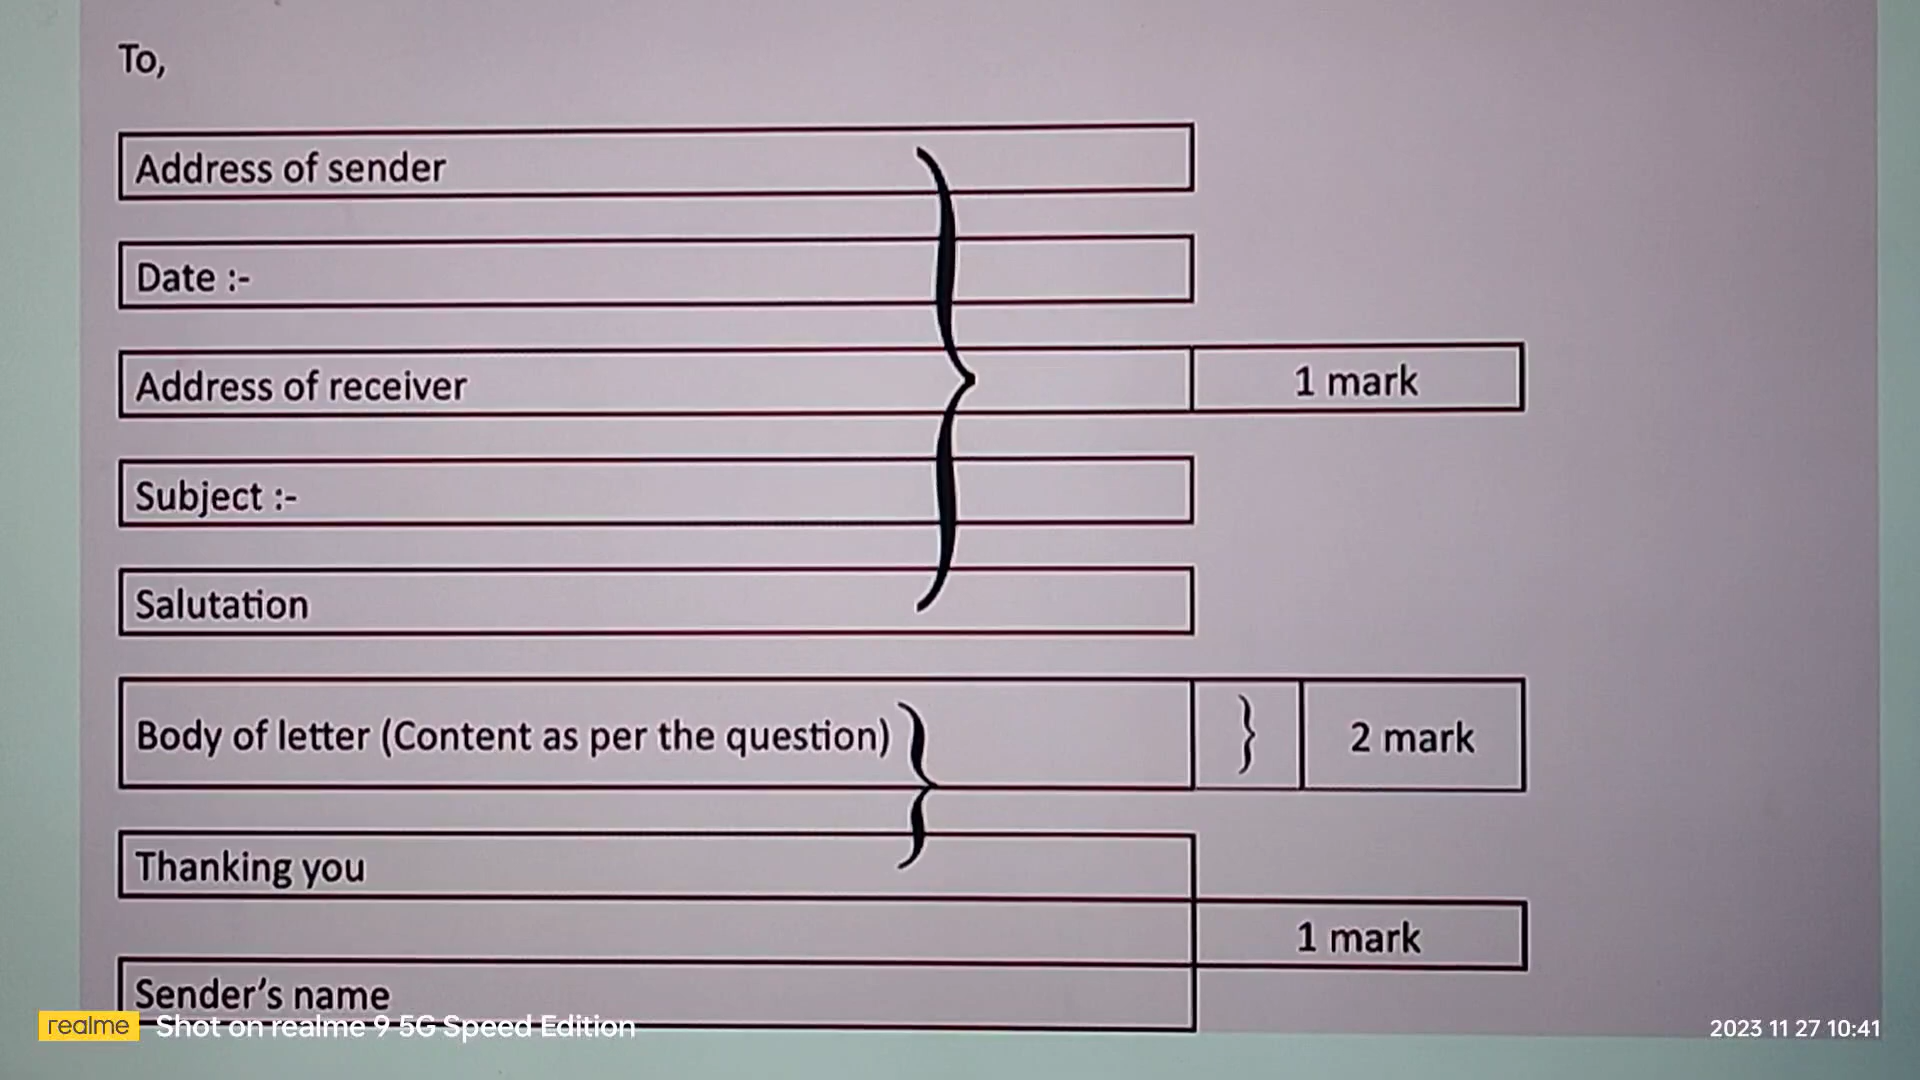 To,
Address of sender
Date :-
Address of receiver
1 mark
Subject :-
Salutation
Body of letter (Content as per the question)
2 mark
Thanking you
1 mark
Sender's name
realme Shot on realme 9 5G Speed Edition
2023 11 27 10:41